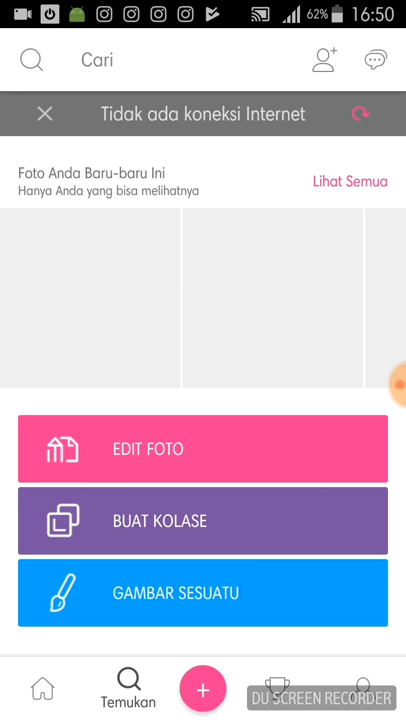 62% 16:50
Cari
Tidak ada koneksi Internet
Foto Anda Baru-baru Ini
Hanya Anda yang bisa melihatnya
Lihat Semua
EDIT FOTO
BUAT KOLASE
GAMBAR SESUATU
Temukan
DU SCREEN RECORDER